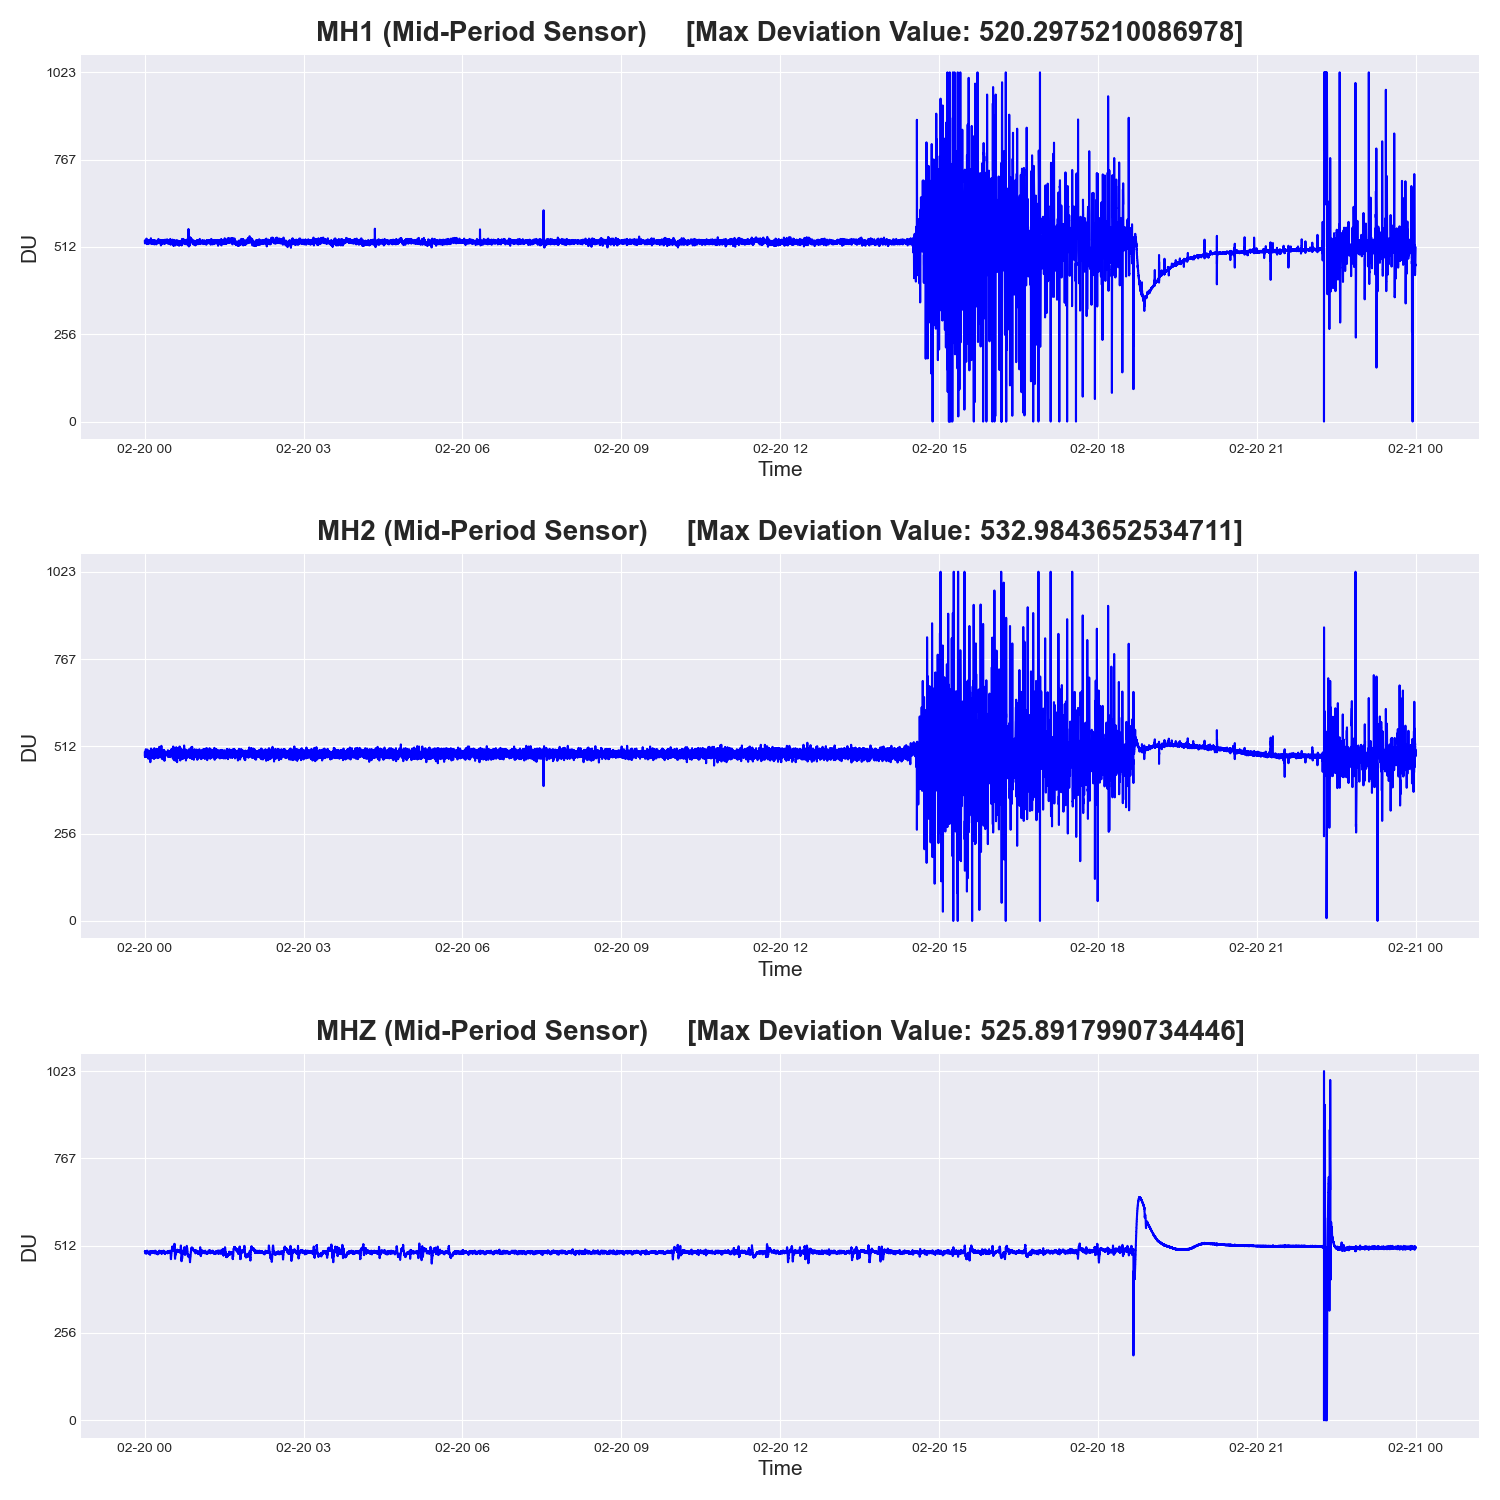 MH1 (Mid-Period Sensor) [Max Deviation Value: 520.2975210086978]
1023
767
512
256
0
DU
02-20 00 02-20 03 02-20 06 02-20 09 02-20 12 02-20 15 02-20 18 02-20 21 02-21 00
Time
MH2 (Mid-Period Sensor) [Max Deviation Value: 532.9843652534711]
1023
767
512
256
0
DU
02-20 00 02-20 03 02-20 06 02-20 09 02-20 12 02-20 15 02-20 18 02-20 21 02-21 00
Time
MHZ (Mid-Period Sensor) [Max Deviation Value: 525.8917990734446]
1023
767
512
256
0
DU
02-20 00 02-20 03 02-20 06 02-20 09 02-20 12 02-20 15 02-20 18 02-20 21 02-21 00
Time